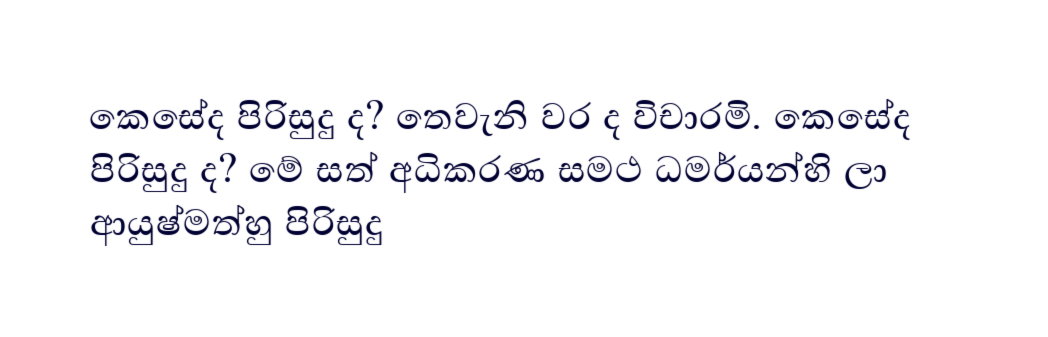 කෙසේද පිරිසුදු ද? තෙවැනි වර ද විචාරමි. කෙසේද
පිරිසුදු ද? මේ සත් අධිකරණ සමථ ධමර්යන්හි ලා
ආයුෂ්මත්හු පිරිසුදු